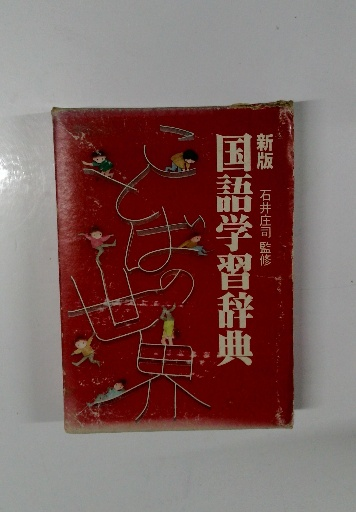 新版
国語学習辞典
石井庄司 監修
ことばの世界